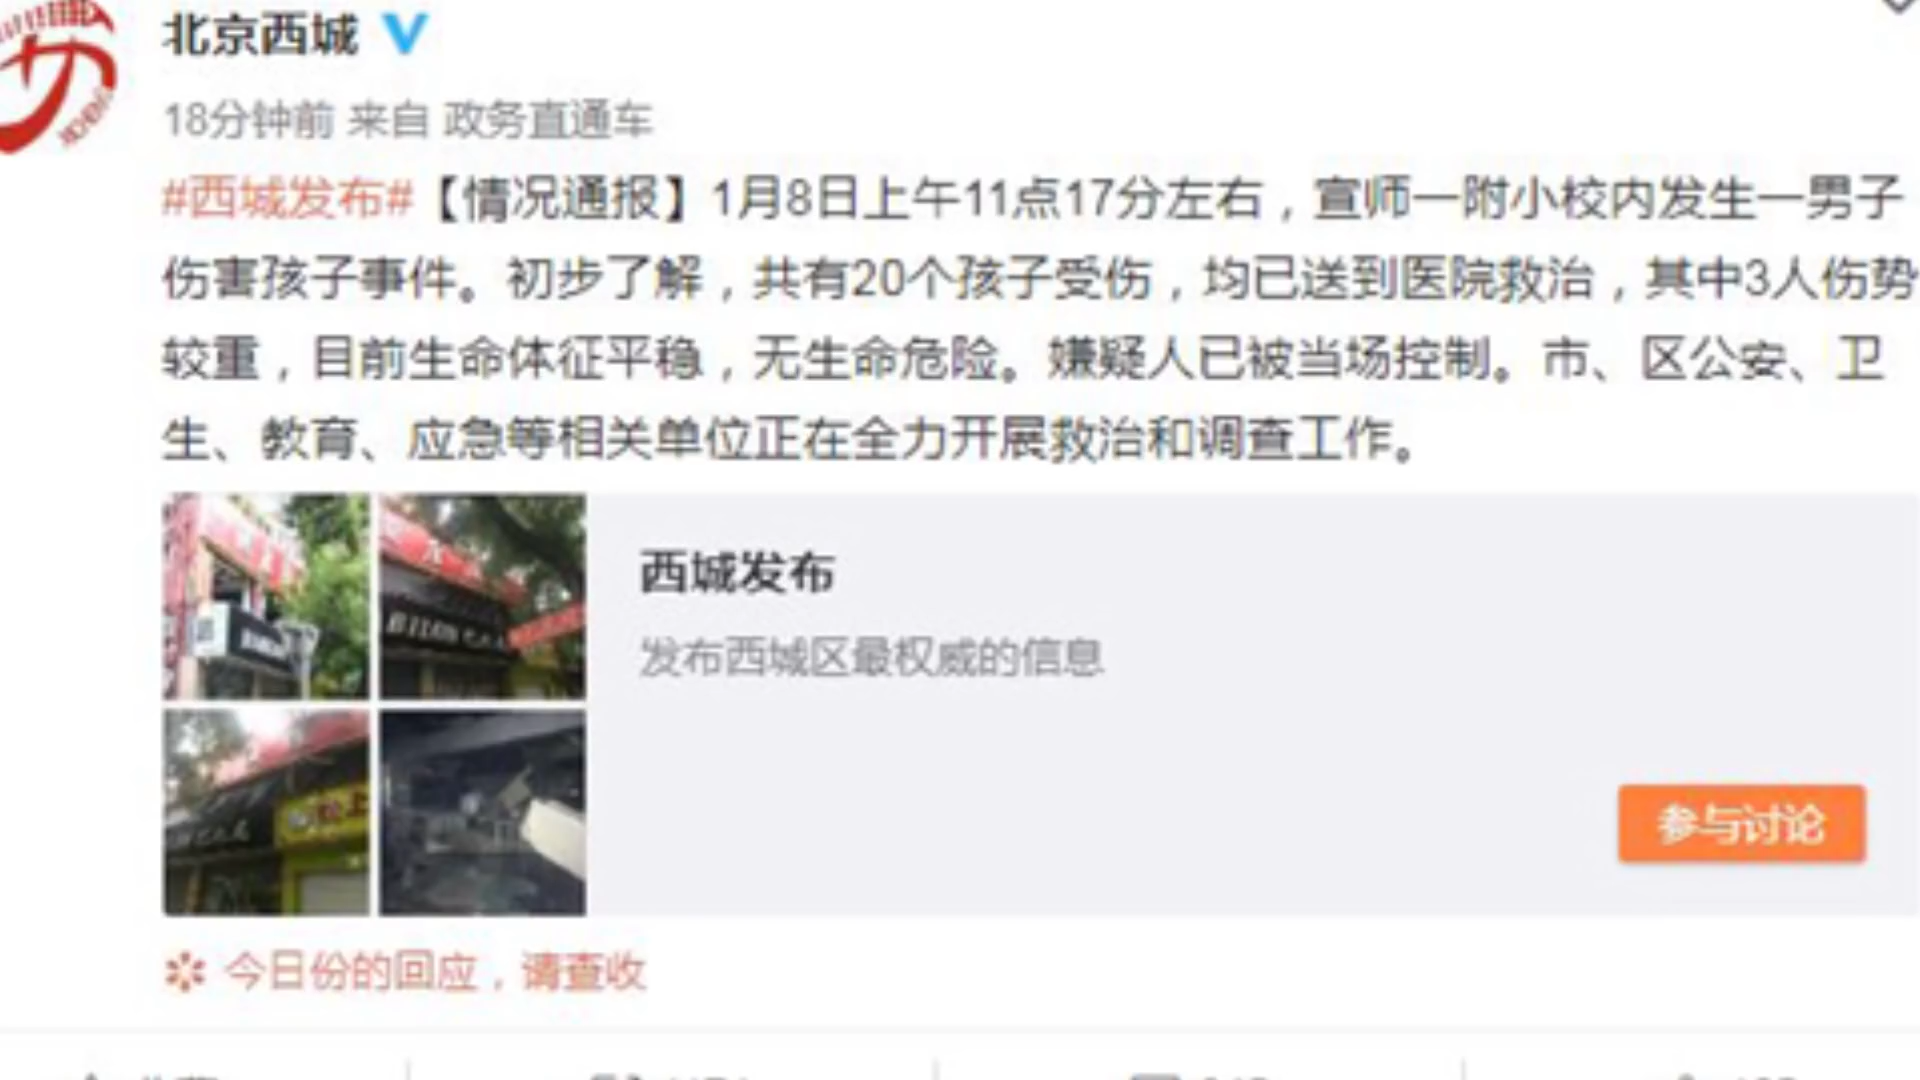 北京西城
18分钟前 来自 政务直通车
#西城发布#【情况通报】1月8日上午11点17分左右，宣师一附小校内发生一男子
伤害孩子事件。初步了解，共有20个孩子受伤，均已送到医院救治，其中3人伤势
较重，目前生命体征平稳，无生命危险。嫌疑人已被当场控制。市、区公安、卫
生、教育、应急等相关单位正在全力开展救治和调查工作。
西城发布
发布西城区最权威的信息
参与讨论
今日份的回应，请查收